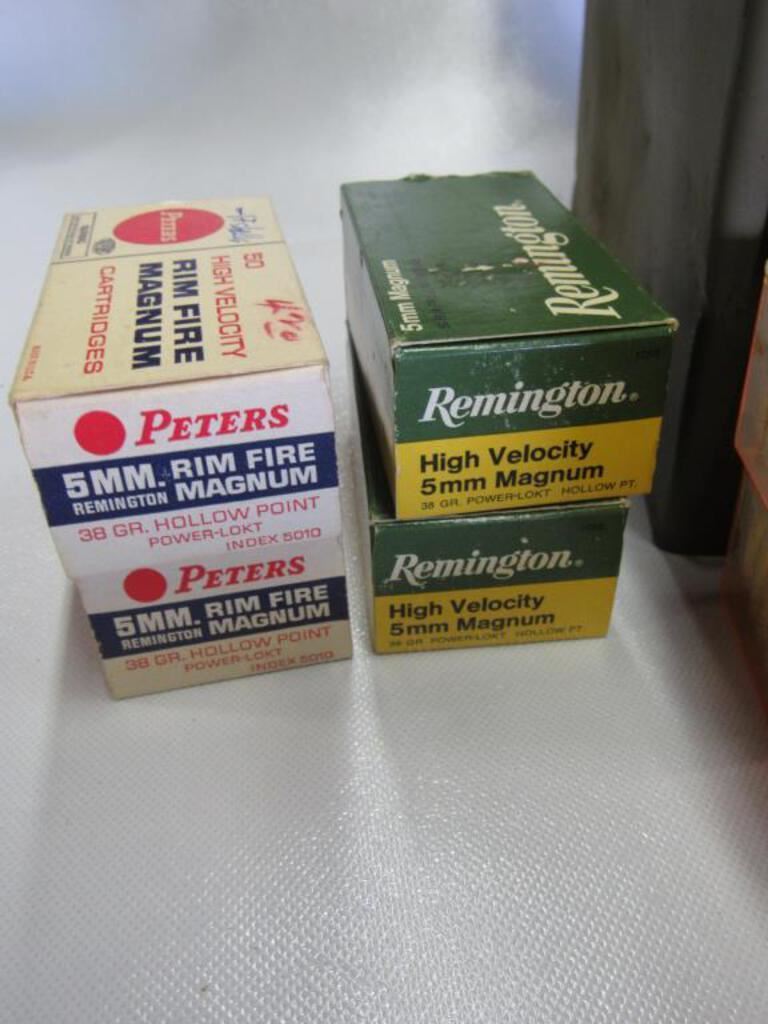 PETERS
50
HIGH VELOCITY
RIM FIRE
MAGNUM
CARTRIDGES
PETERS
5MM. RIM FIRE
REMINGTON MAGNUM
38 GR. HOLLOW POINT
POWER-LOKT
INDEX 5010
PETERS
5MM. RIM FIRE
REMINGTON MAGNUM
38 GR. HOLLOW POINT
POWER-LOKT
INDEX 5010
Remington
5mm Magnum
Remington
High Velocity
5mm Magnum
38 GR. POWER-LOKT HOLLOW PT.
Remington
High Velocity
5mm Magnum
38 GR. POWER-LOKT HOLLOW PT.